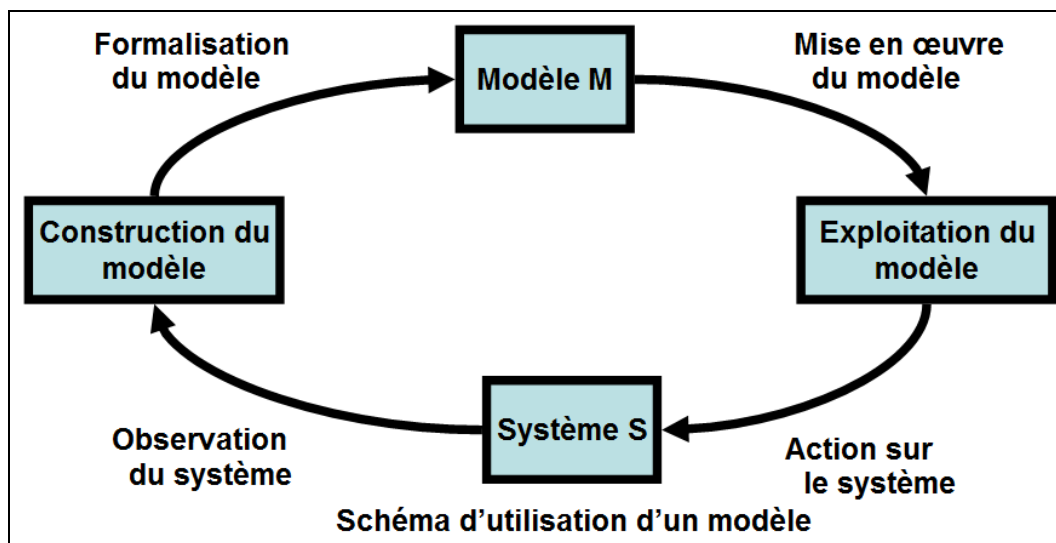 Formalisation
du modèle
Modèle M
Mise en œuvre
du modèle
Construction du
modèle
Exploitation du
modèle
Observation
du système
Système S
Action sur
le système
Schéma d’utilisation d’un modèle